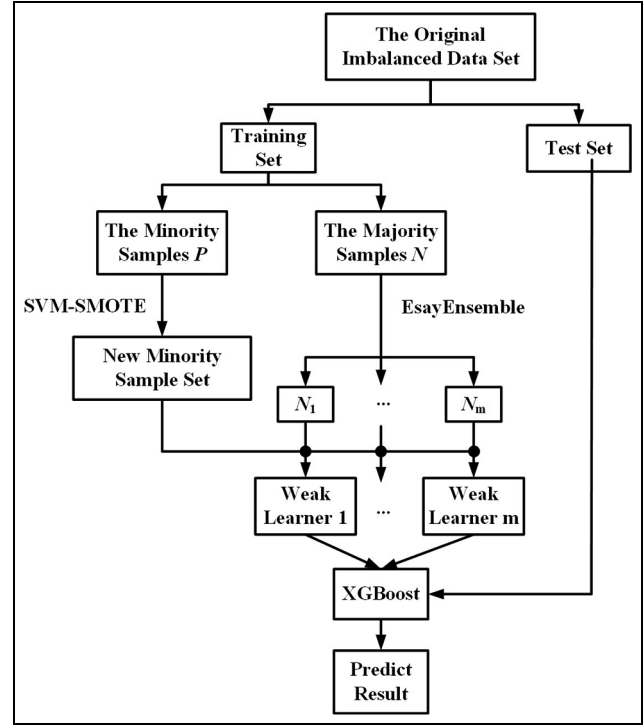 The Original
Imbalanced Data Set
Training
Set
Test Set
The Minority
Samples P
The Majority
Samples N
SVM-SMOTE
EsayEnsemble
New Minority
Sample Set
N1
...
Nm
Weak
Learner 1
...
Weak
Learner m
XGBoost
Predict
Result